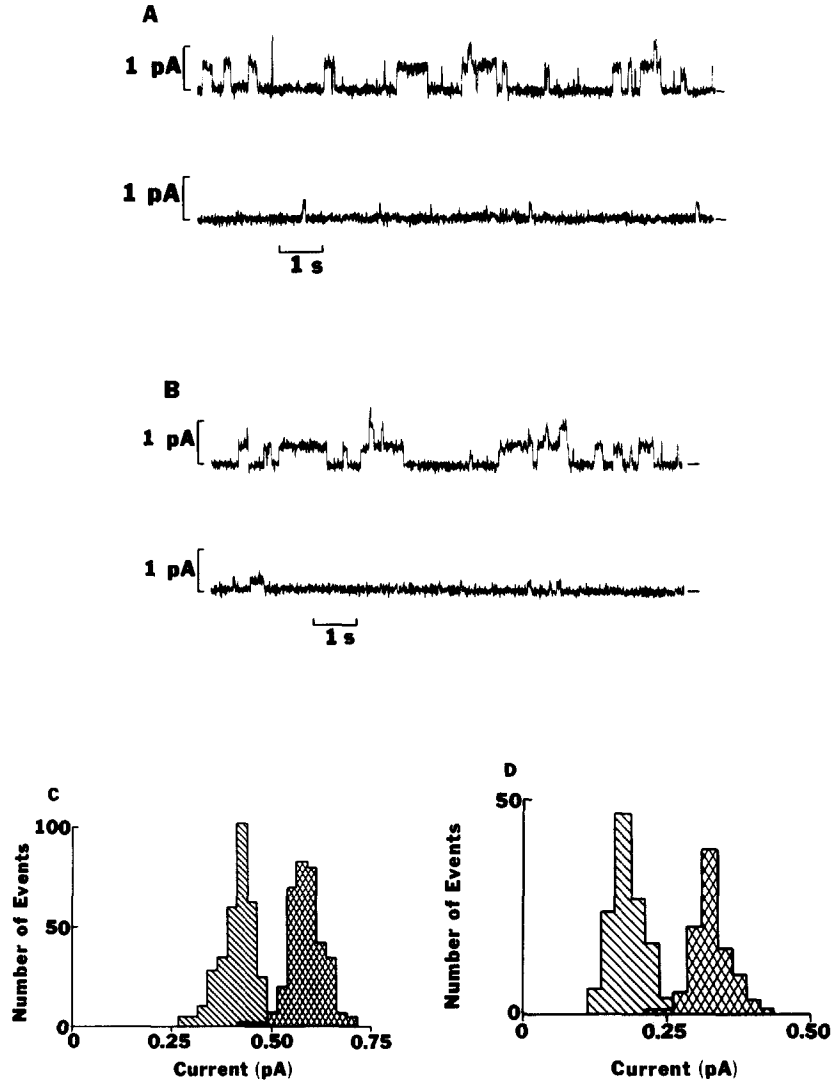 A
1 pA
1 pA
1 s
B
1 pA
1 pA
1 s
C
Number of Events
100
50
0
0
0.25
0.50
0.75
Current (pA)
D
Number of Events
50
0
0
0.25
0.50
Current (pA)